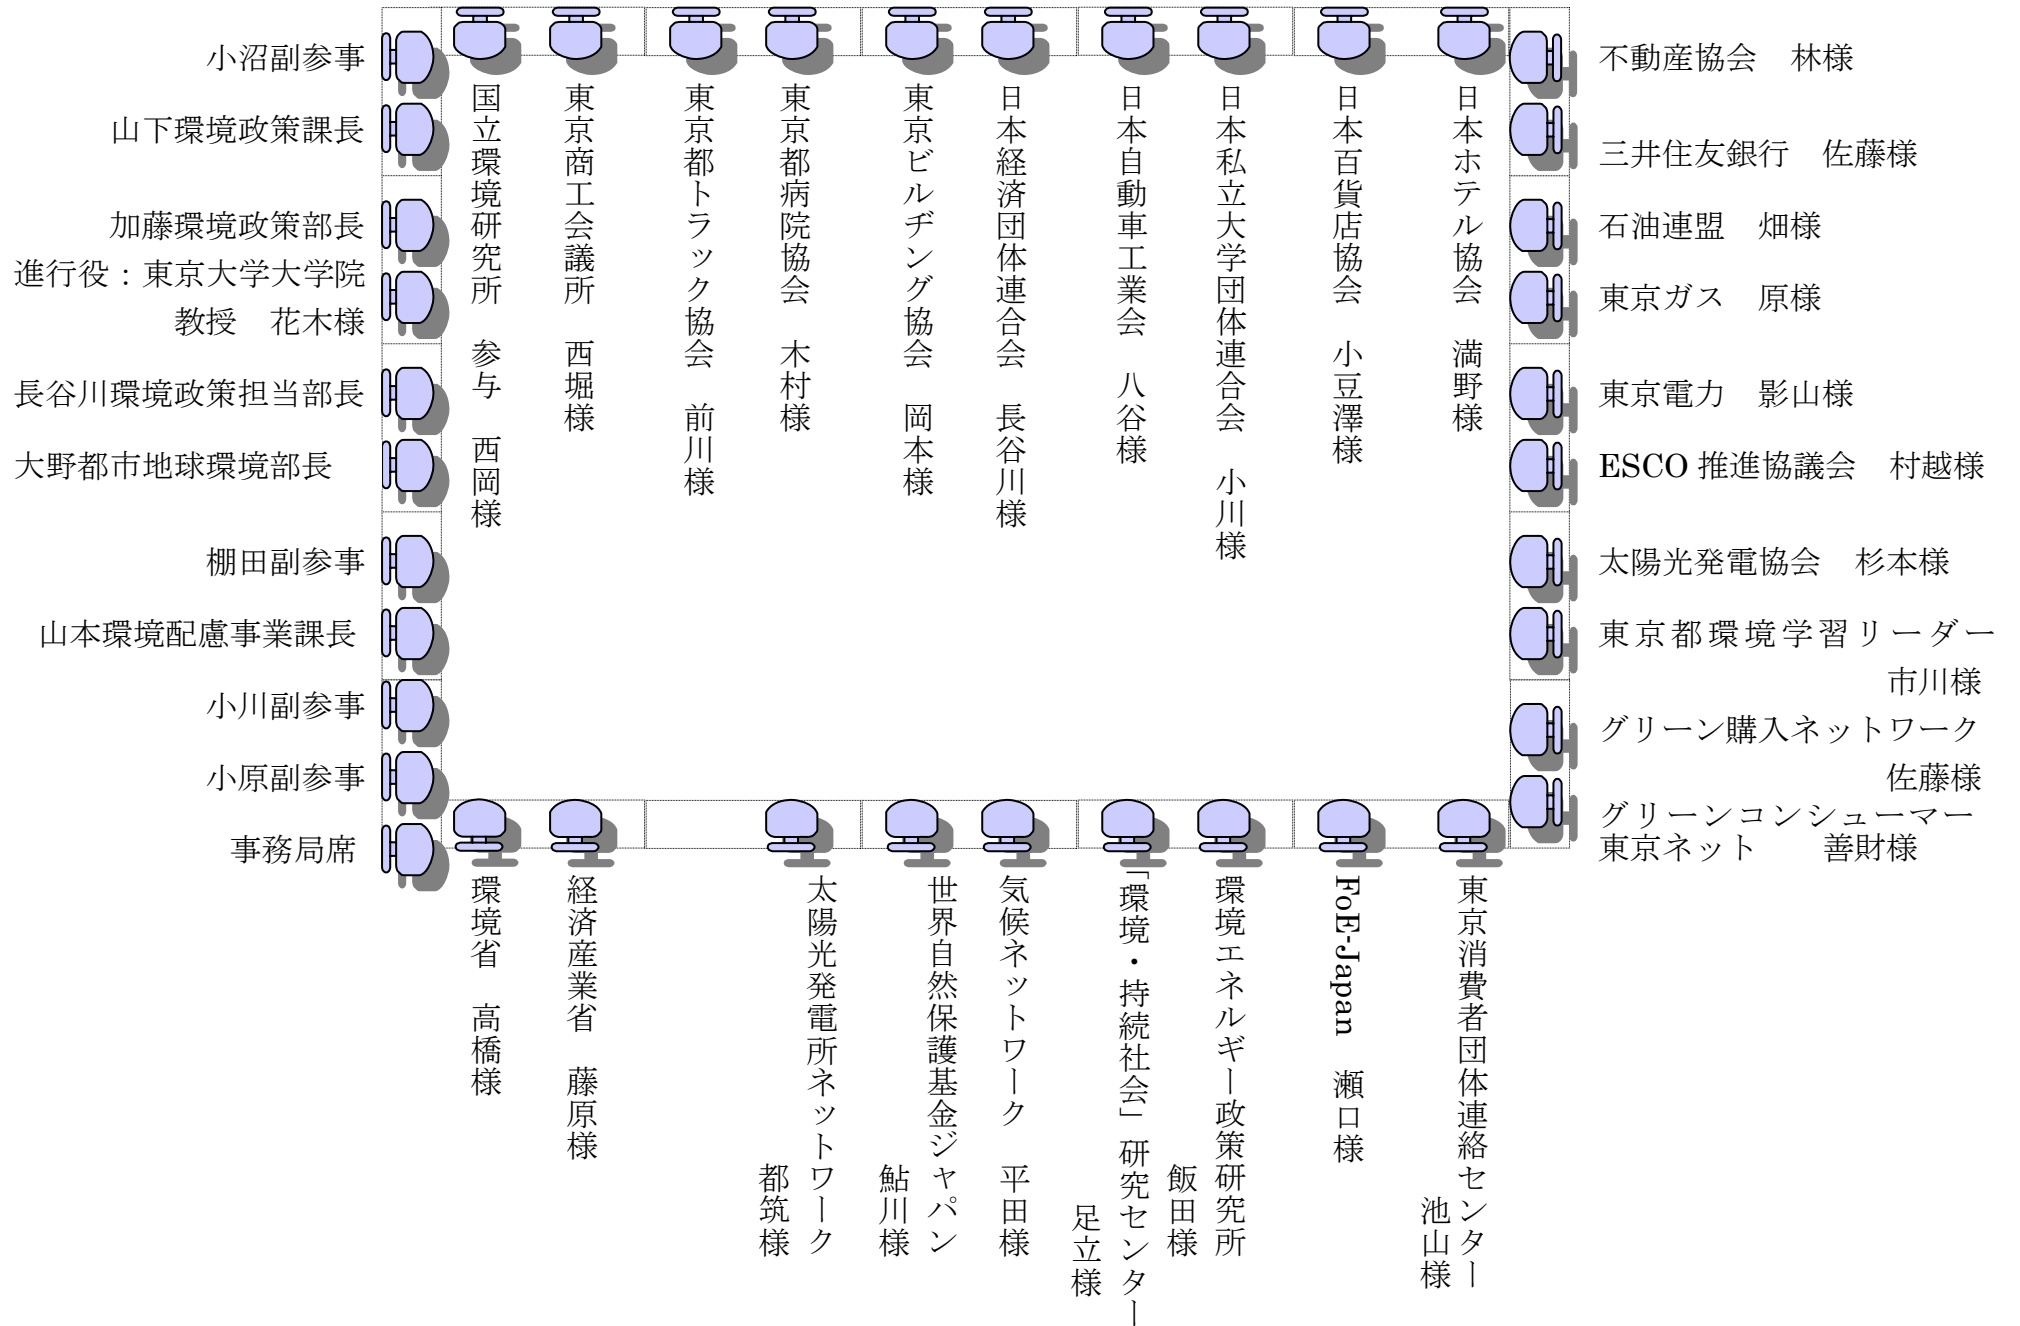 小沼副参事
山下環境政策課長
加藤環境政策部長
進行役：東京大学大学院
教授　花木様
長谷川環境政策担当部長
大野都市地球環境部長
棚田副参事
山本環境配慮事業課長
小川副参事
小原副参事
事務局席
国立環境研究所　参与　西岡様
東京商工会議所　西堀様
東京都トラック協会　前川様
東京都病院協会　木村様
東京ビルヂング協会　岡本様
日本経済団体連合会　長谷川様
日本自動車工業会　八谷様
日本私立大学団体連合会　小川様
日本百貨店協会　小豆澤様
日本ホテル協会　満野様
不動産協会　林様
三井住友銀行　佐藤様
石油連盟　畑様
東京ガス　原様
東京電力　影山様
ESCO 推進協議会　村越様
太陽光発電協会　杉本様
東京都環境学習リーダー
市川様
グリーン購入ネットワーク
佐藤様
グリーンコンシューマー
東京ネット　　善財様
環境省　高橋様
経済産業省　藤原様
太陽光発電所ネットワーク
都筑様
世界自然保護基金ジャパン
鮎川様
気候ネットワーク　平田様
「環境・持続社会」研究センター
足立様
環境エネルギー政策研究所
飯田様
FoE-Japan　瀬口様
東京消費者団体連絡センター
池山様